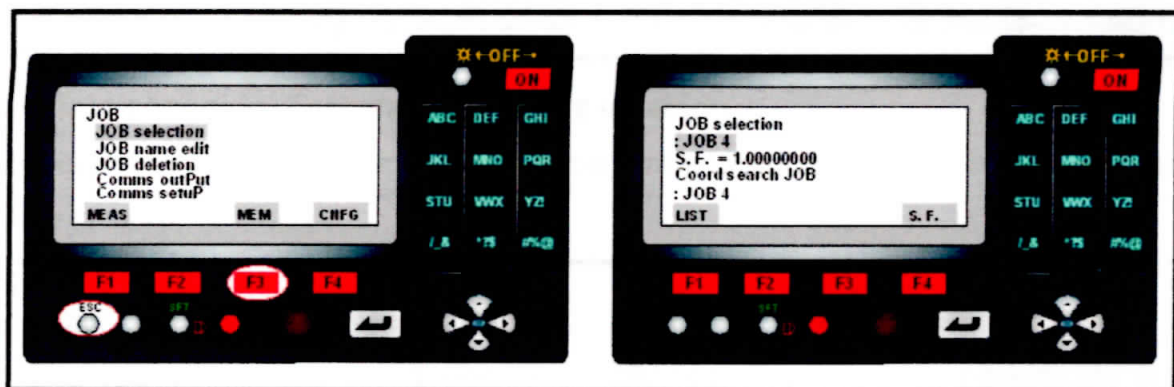 ☼←OFF→
ON
JOB
JOB selection
JOB name edit
JOB deletion
Comms outPut
Comms setuP
MEAS MEM CNFG
ABC DEF GHI
JKL MNO PQR
STU VWX YZ!
/_& *?$ #%@
F1 F2 F3 F4
ESC SFT
☼←OFF→
ON
JOB selection
: JOB 4
S. F. = 1.00000000
Coord search JOB
: JOB 4
LIST S. F.
ABC DEF GHI
JKL MNO PQR
STU VWX YZ!
/_& *?$ #%@
F1 F2 F3 F4
SFT